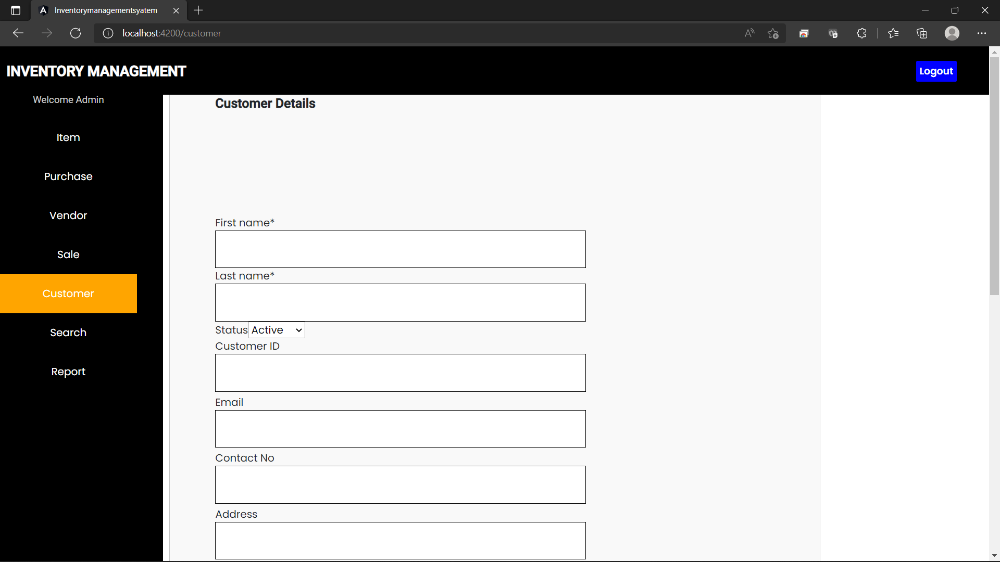 Inventorymanagementsyatem
localhost:4200/customer
INVENTORY MANAGEMENT
Logout
Welcome Admin
Item
Purchase
Vendor
Sale
Customer
Search
Report
Customer Details
First name*
Last name*
Status Active
Customer ID
Email
Contact No
Address